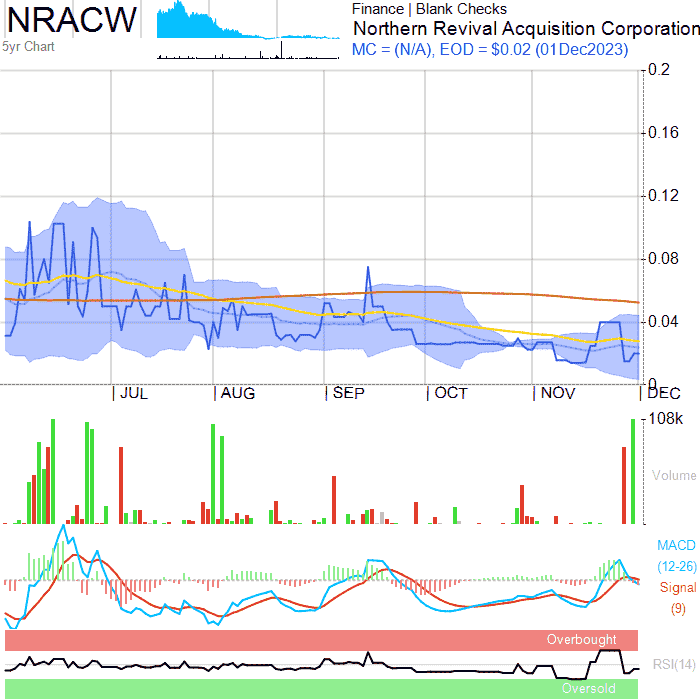 NRACW
5yr Chart
Finance | Blank Checks
Northern Revival Acquisition Corporation
MC = (N/A), EOD = $0.02 (01Dec2023)
0.2
0.16
0.12
0.08
0.04
0
JUL AUG SEP OCT NOV DEC
108k
Volume
MACD
(12-26)
Signal
(9)
Overbought
RSI(14)
Oversold